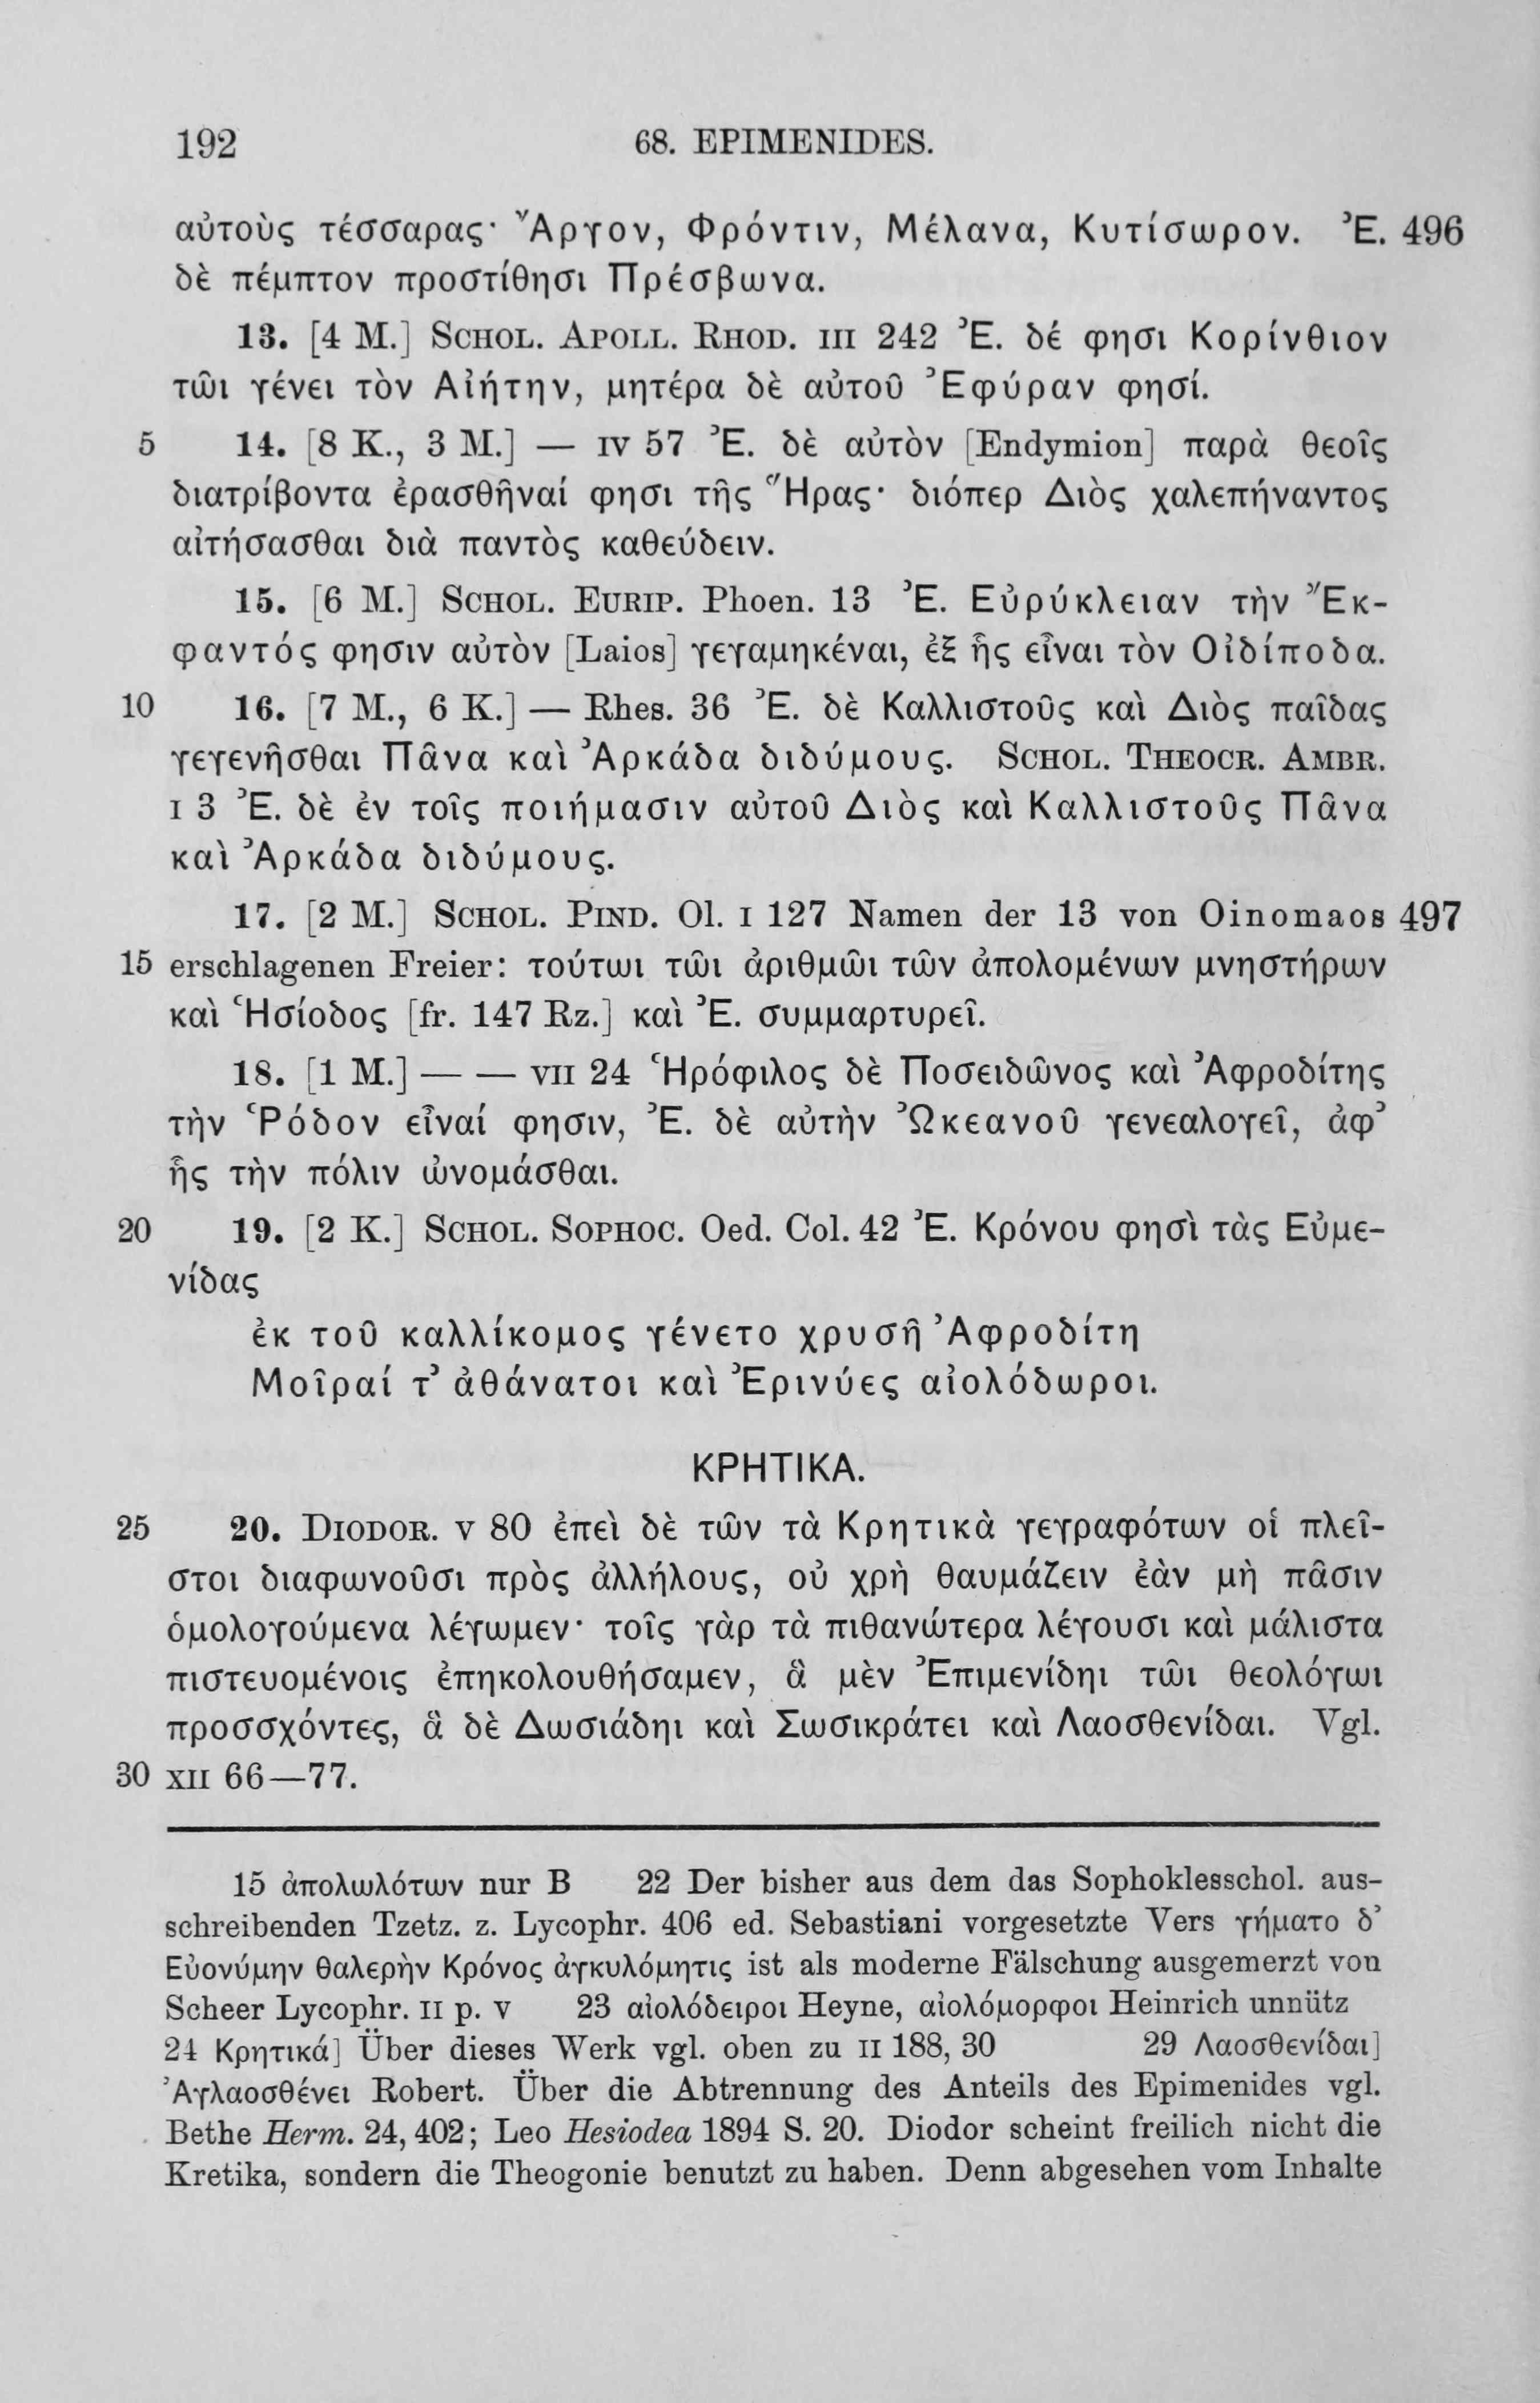 192 68. EPIMENIDES.
αὐτοὺς τέσσαρας· Ἄργον, Φρόντιν, Μέλανα, Κυτίσωρον. Ἐ. 496
δὲ πέμπτον προστίθησι Πρέσβωνα.
13. [4 M.] SCHOL. APOLL. RHOD. III 242 Ἐ. δέ φησι Κορίνθιον
τῶι γένει τὸν Αἰήτην, μητέρα δὲ αὐτοῦ Ἐφύραν φησί.
5 14. [8 K., 3 M.] — IV 57 Ἐ. δὲ αὐτὸν [Endymion] παρὰ θεοῖς
διατρίβοντα ἐρασθῆναί φησι τῆς Ἥρας· διόπερ Διὸς χαλεπήναντος
αἰτήσασθαι διὰ παντὸς καθεύδειν.
15. [6 M.] SCHOL. EURIP. Phoen. 13 Ἐ. Εὐρύκλειαν τὴν Ἔκ-
φαντός φησιν αὐτὸν [Laios] γεγαμηκέναι, ἐξ ἧς εἶναι τὸν Οἰδίποδα.
10 16. [7 M., 6 K.] — Rhes. 36 Ἐ. δὲ Καλλιστοῦς καὶ Διὸς παῖδας
γεγενῆσθαι Πᾶνα καὶ Ἀρκάδα διδύμους. SCHOL. THEOCR. AMBR.
I 3 Ἐ. δὲ ἐν τοῖς ποιήμασιν αὐτοῦ Διὸς καὶ Καλλιστοῦς Πᾶνα
καὶ Ἀρκάδα διδύμους.
17. [2 M.] SCHOL. PIND. Ol. I 127 Namen der 13 von Oinomaos 497
15 erschlagenen Freier: τούτωι τῶι ἀριθμῶι τῶν ἀπολομένων μνηστήρων
καὶ Ἡσίοδος [fr. 147 Rz.] καὶ Ἐ. συμμαρτυρεῖ.
18. [1 M.] — — VII 24 Ἡρόφιλος δὲ Ποσειδῶνος καὶ Ἀφροδίτης
τὴν Ῥόδον εἶναί φησιν, Ἐ. δὲ αὐτὴν Ὠκεανοῦ γενεαλογεῖ, ἀφ’
ἧς τὴν πόλιν ὠνομάσθαι.
20 19. [2 K.] SCHOL. SOPHOC. Oed. Col. 42 Ἐ. Κρόνου φησὶ τὰς Εὐμε-
νίδας
ἐκ τοῦ καλλίκομος γένετο χρυσῆ Ἀφροδίτη
Μοῖραί τ’ ἀθάνατοι καὶ Ἐρινύες αἰολόδωροι.
ΚΡΗΤΙΚΑ.
25 20. DIODOR. V 80 ἐπεὶ δὲ τῶν τὰ Κρητικὰ γεγραφότων οἱ πλεῖ-
στοι διαφωνοῦσι πρὸς ἀλλήλους, οὐ χρὴ θαυμάζειν ἐὰν μὴ πᾶσιν
ὁμολογούμενα λέγωμεν· τοῖς γὰρ τὰ πιθανώτερα λέγουσι καὶ μάλιστα
πιστευομένοις ἐπηκολουθήσαμεν, ἃ μὲν Ἐπιμενίδηι τῶι θεολόγωι
προσσχόντες, ἃ δὲ Δωσιάδηι καὶ Σωσικράτει καὶ Λαοσθενίδαι. Vgl.
30 XII 66—77.
15 ἀπολωλότων nur B 22 Der bisher aus dem das Sophoklesschol. aus-
schreibenden Tzetz. z. Lycophr. 406 ed. Sebastiani vorgesetzte Vers γήματο δ’
Εὐονύμην θαλερὴν Κρόνος ἀγκυλόμητις ist als moderne Fälschung ausgemerzt von
Scheer Lycophr. II p. V 23 αἰολόδειροι Heyne, αἰολόμορφοι Heinrich unnütz
24 Κρητικά] Über dieses Werk vgl. oben zu II 188, 30 29 Λαοσθενίδαι]
Ἀγλαοσθένει Robert. Über die Abtrennung des Anteils des Epimenides vgl.
Bethe Herm. 24, 402; Leo Hesiodea 1894 S. 20. Diodor scheint freilich nicht die
Kretika, sondern die Theogonie benutzt zu haben. Denn abgesehen vom Inhalte